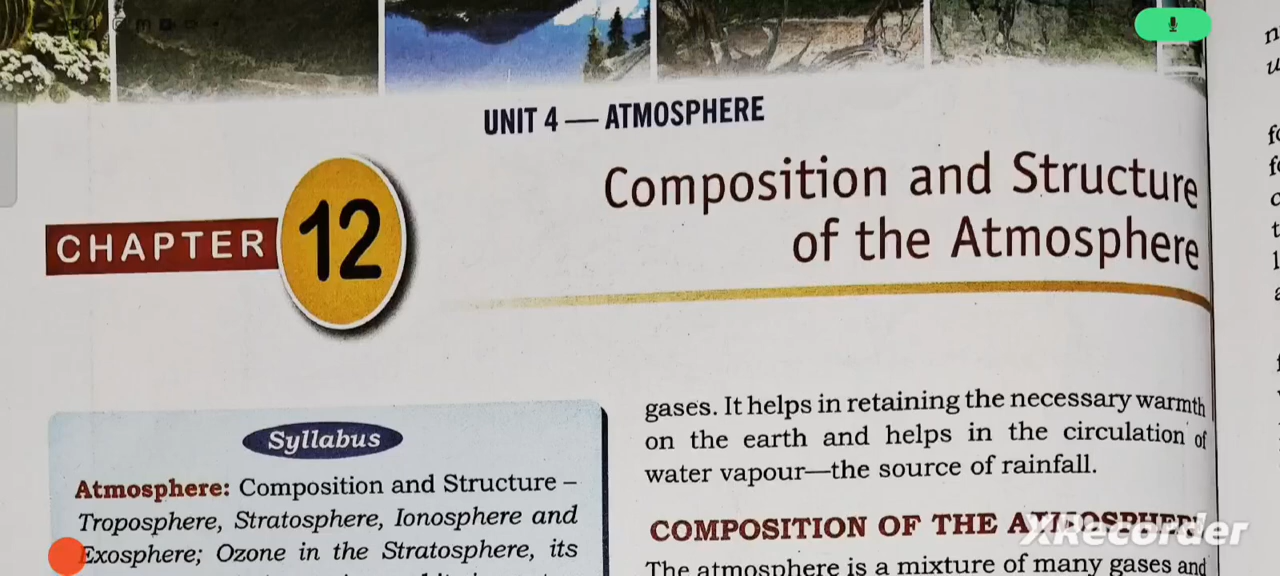 UNIT 4 — ATMOSPHERE
CHAPTER 12
Composition and Structure
of the Atmosphere
Syllabus
Atmosphere: Composition and Structure –
Troposphere, Stratosphere, Ionosphere and
Exosphere; Ozone in the Stratosphere, its
gases. It helps in retaining the necessary warmth
on the earth and helps in the circulation of
water vapour—the source of rainfall.
COMPOSITION OF THE ATMOSPHERE
The atmosphere is a mixture of many gases and
XRecorder